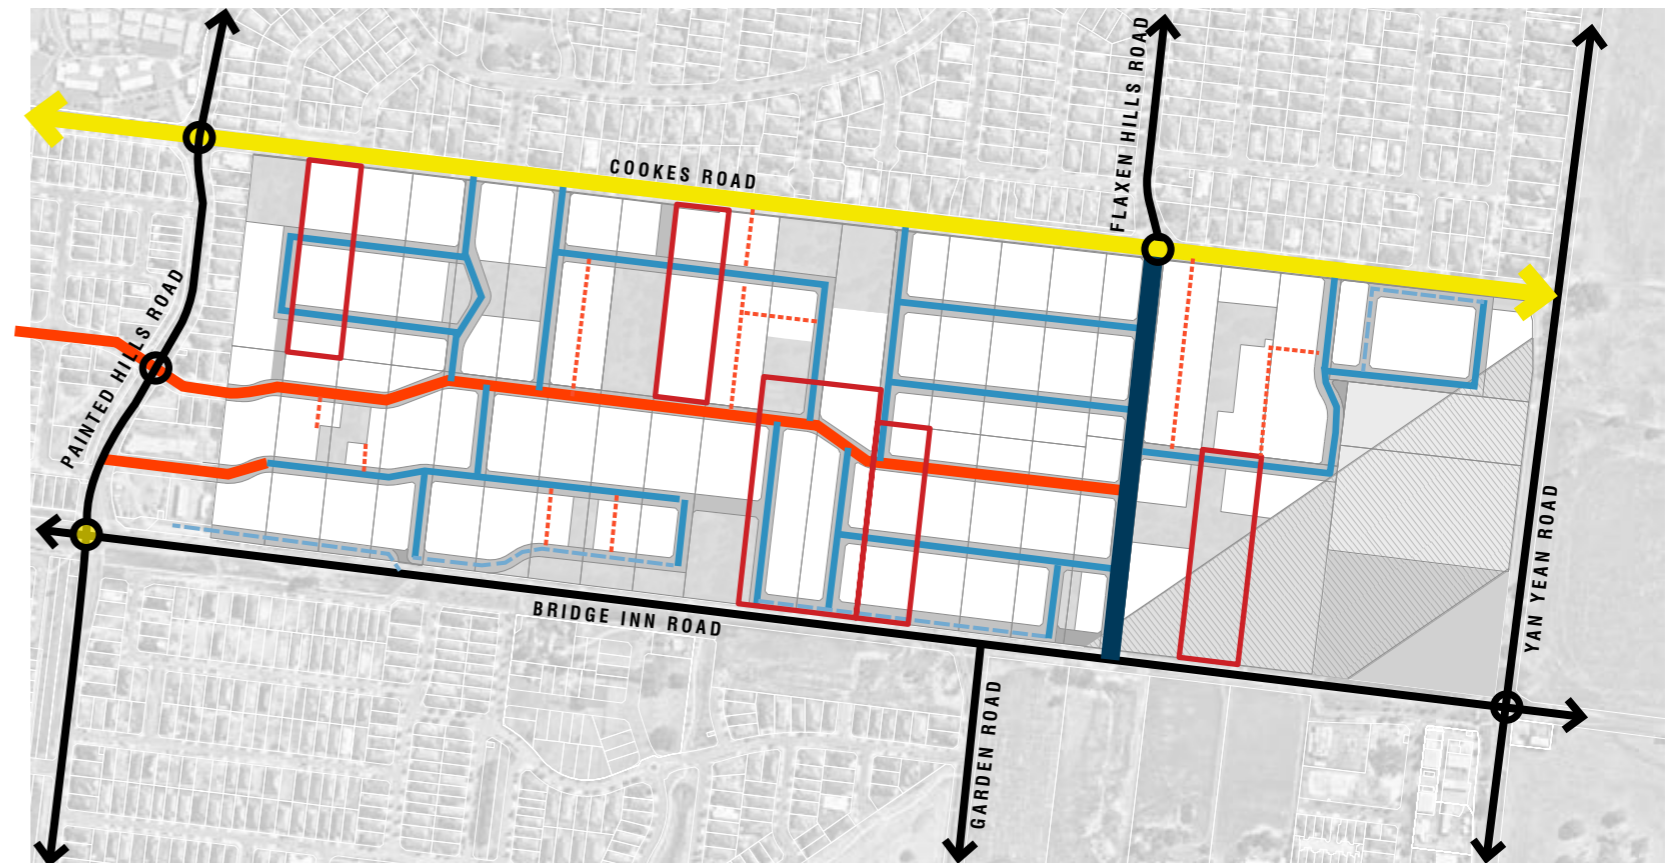 COOKES ROAD
FLAXEN HILLS ROAD
PAINTED HILLS ROAD
BRIDGE INN ROAD
GARDEN ROAD
YAN YEAN ROAD